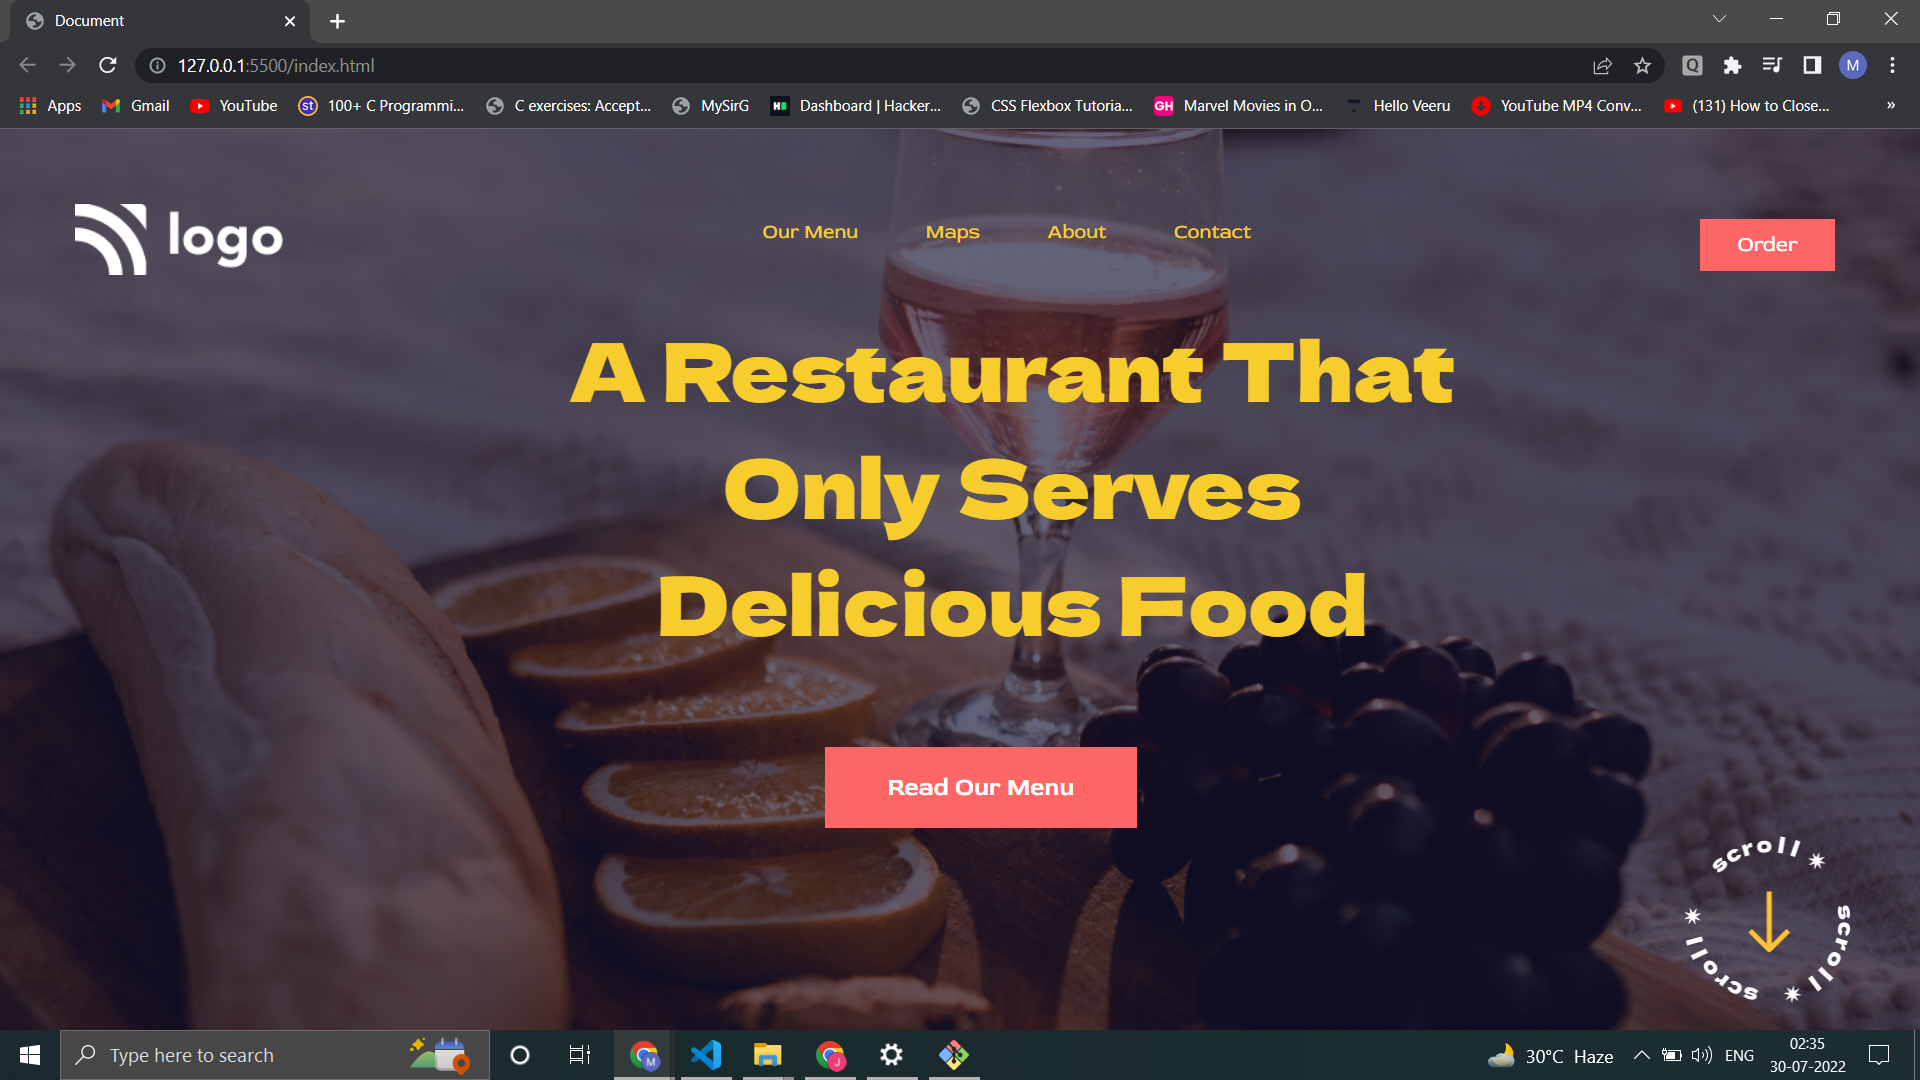 Document
127.0.0.1:5500/index.html
M
Apps
Gmail
YouTube
st
100+ C Programmi...
C exercises: Accept...
MySirG
H
Dashboard | Hacker...
CSS Flexbox Tutoria...
GH
Marvel Movies in O...
Hello Veeru
YouTube MP4 Conv...
(131) How to Close...
»
logo
Our Menu
Maps
About
Contact
Order
A Restaurant That
Only Serves
Delicious Food
Read Our Menu
scroll
scroll
scroll
Type here to search
M
J
30°C Haze
ENG
02:35
30-07-2022